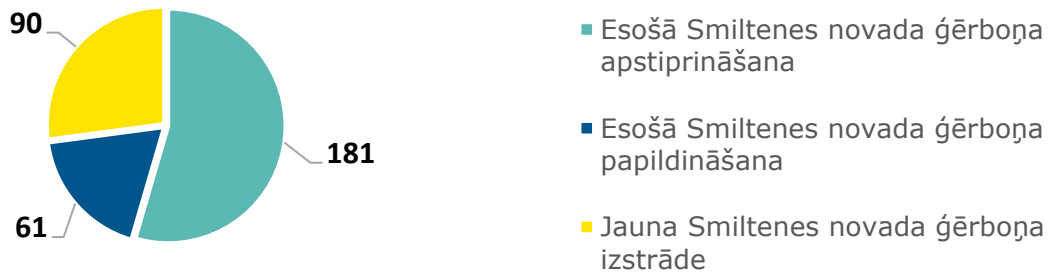 90
181
61
Esošā Smiltenes novada ģērboņa
apstiprināšana
Esošā Smiltenes novada ģērboņa
papildināšana
Jauna Smiltenes novada ģērboņa
izstrāde